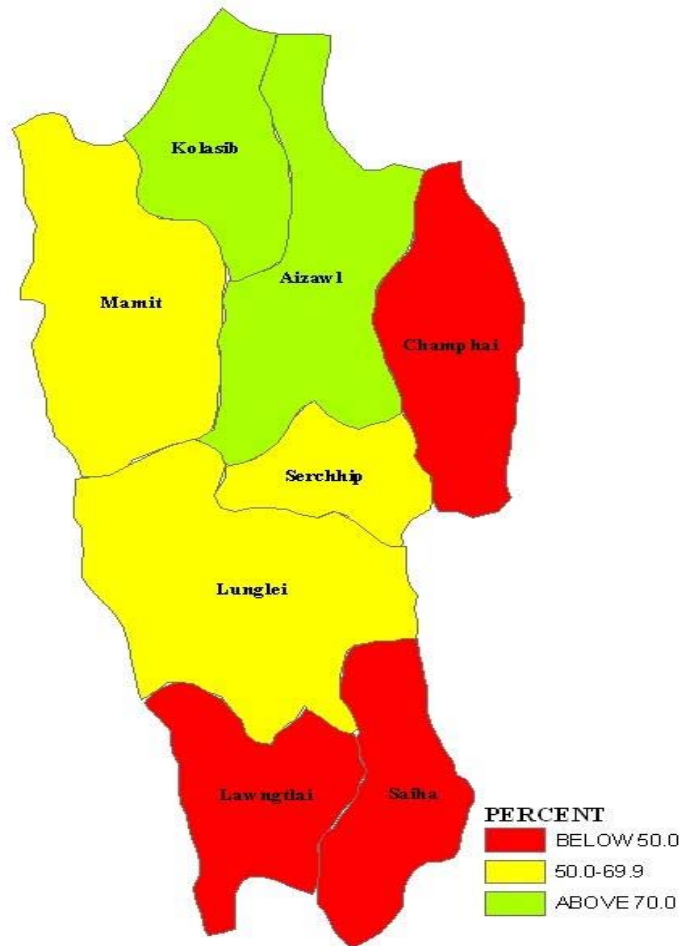 Kolasib
Aizawl
Mamit
Champhai
Serchhip
Lunglei
Lawngtlai
Saiha
PERCENT
BELOW 50.0
50.0-69.9
ABOVE 70.0